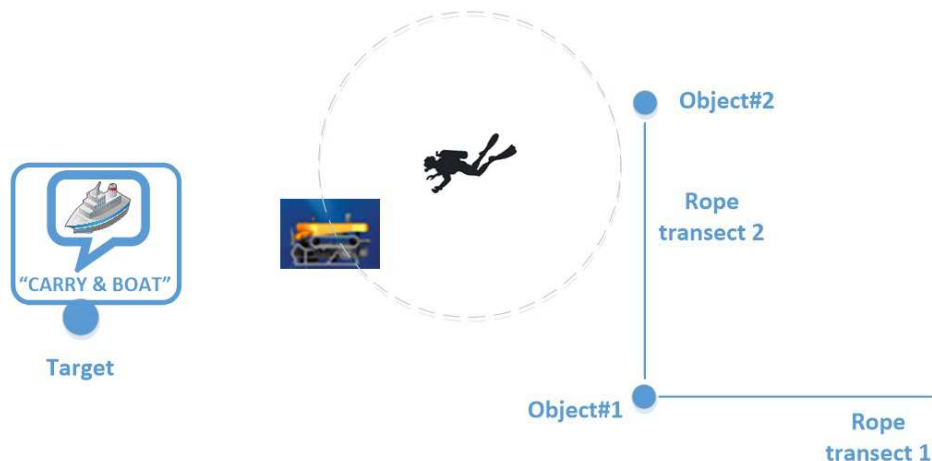 Object#2
Rope
transect 2
“CARRY & BOAT”
Target
Object#1
Rope
transect 1